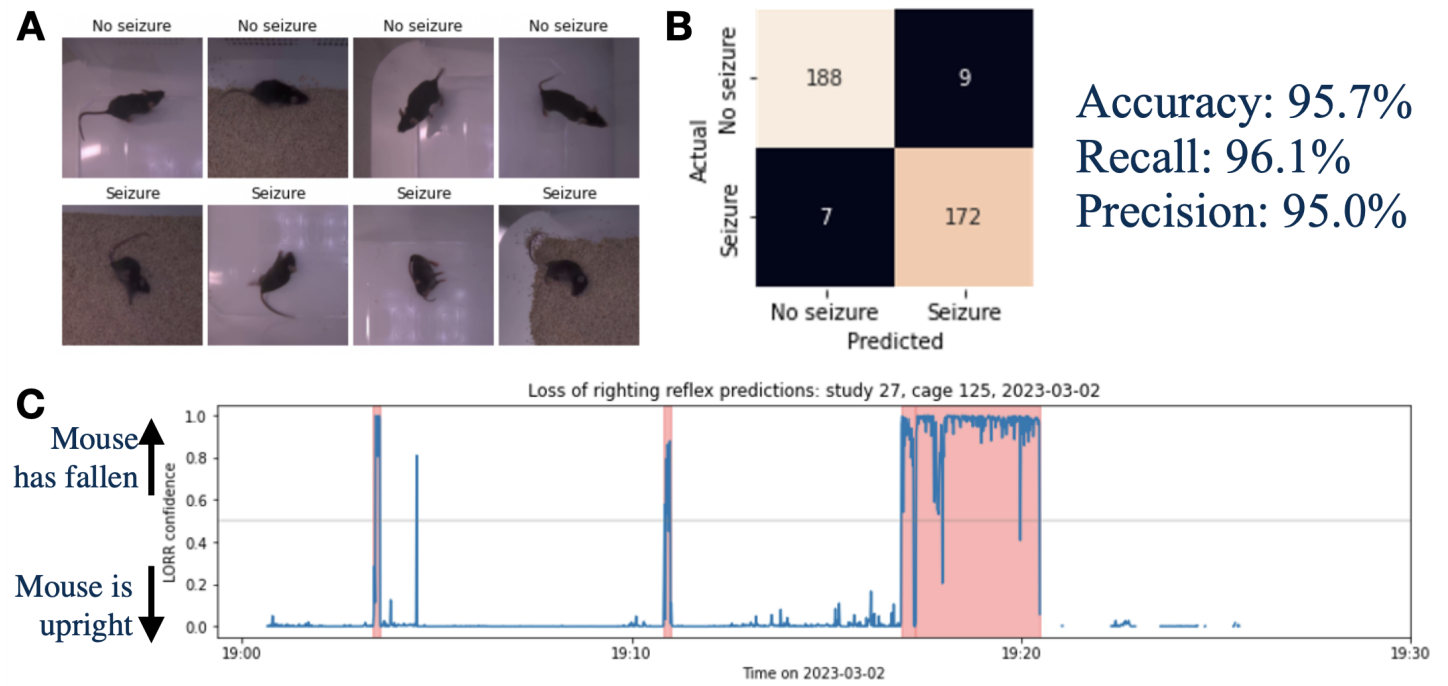 A
No seizure No seizure No seizure No seizure
Seizure Seizure Seizure Seizure
B
Actual
No seizure
Seizure
188 9
7 172
No seizure Seizure
Predicted
Accuracy: 95.7%
Recall: 96.1%
Precision: 95.0%
C
Loss of righting reflex predictions: study 27, cage 125, 2023-03-02
Mouse
has fallen
Mouse is
upright
LORR confidence
1.0
0.8
0.6
0.4
0.2
0.0
19:00 19:10 19:20 19:30
Time on 2023-03-02